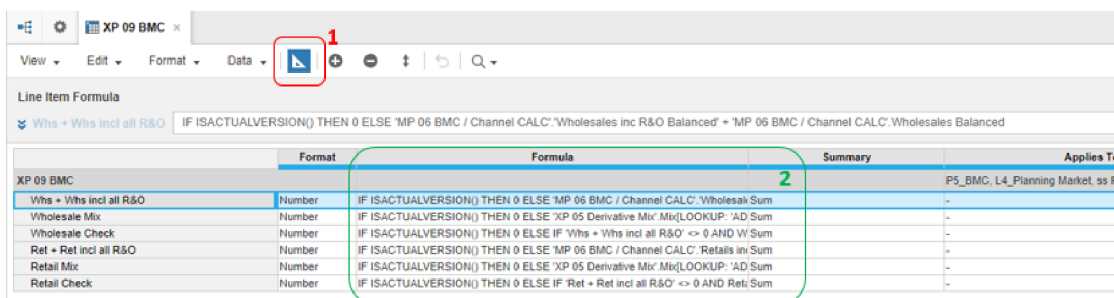 XP 09 BMC ×
1
View Edit Format Data
Line Item Formula
Whs + Whs incl all R&O IF ISACTUALVERSION() THEN 0 ELSE 'MP 06 BMC / Channel CALC'.'Wholesales inc R&O Balanced' + 'MP 06 BMC / Channel CALC'.Wholesales Balanced
Format Formula Summary Applies T
2
XP 09 BMC P5_BMC, L4_Planning Market, ss
Whs + Whs incl all R&O Number IF ISACTUALVERSION() THEN 0 ELSE 'MP 06 BMC / Channel CALC'.'Wholesal Sum -
Wholesale Mix Number IF ISACTUALVERSION() THEN 0 ELSE 'XP 05 Derivative Mix'.Mix[LOOKUP: 'AD Sum -
Wholesale Check Number IF ISACTUALVERSION() THEN 0 ELSE IF 'Whs + Whs incl all R&O' <> 0 AND W Sum -
Ret + Ret incl all R&O Number IF ISACTUALVERSION() THEN 0 ELSE 'MP 06 BMC / Channel CALC'.'Retails in Sum -
Retail Mix Number IF ISACTUALVERSION() THEN 0 ELSE 'XP 05 Derivative Mix'.Mix[LOOKUP: 'AD Sum -
Retail Check Number IF ISACTUALVERSION() THEN 0 ELSE IF 'Ret + Ret incl all R&O' <> 0 AND Reta Sum -